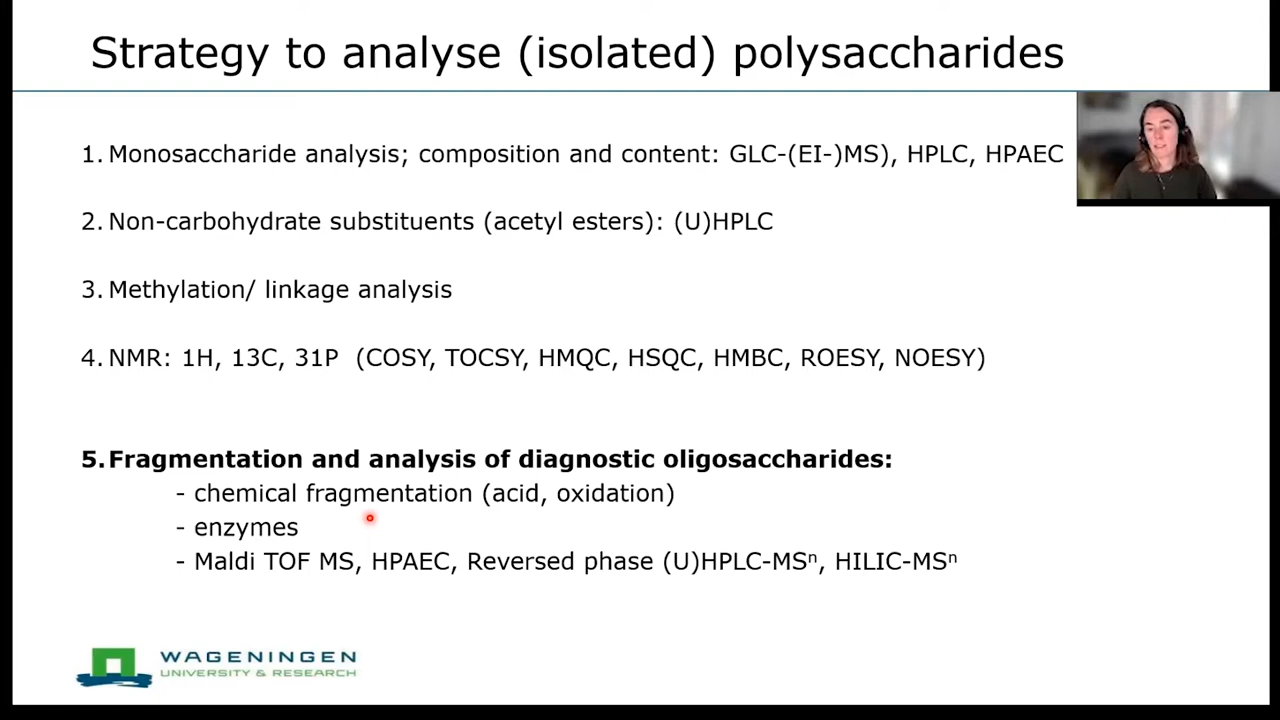 Strategy to analyse (isolated) polysaccharides
1. Monosaccharide analysis; composition and content: GLC-(EI-)MS), HPLC, HPAEC
2. Non-carbohydrate substituents (acetyl esters): (U)HPLC
3. Methylation/ linkage analysis
4. NMR: 1H, 13C, 31P (COSY, TOCSY, HMQC, HSQC, HMBC, ROESY, NOESY)
5. Fragmentation and analysis of diagnostic oligosaccharides:
- chemical fragmentation (acid, oxidation)
- enzymes
- Maldi TOF MS, HPAEC, Reversed phase (U)HPLC-MSⁿ, HILIC-MSⁿ
WAGENINGEN
UNIVERSITY & RESEARCH